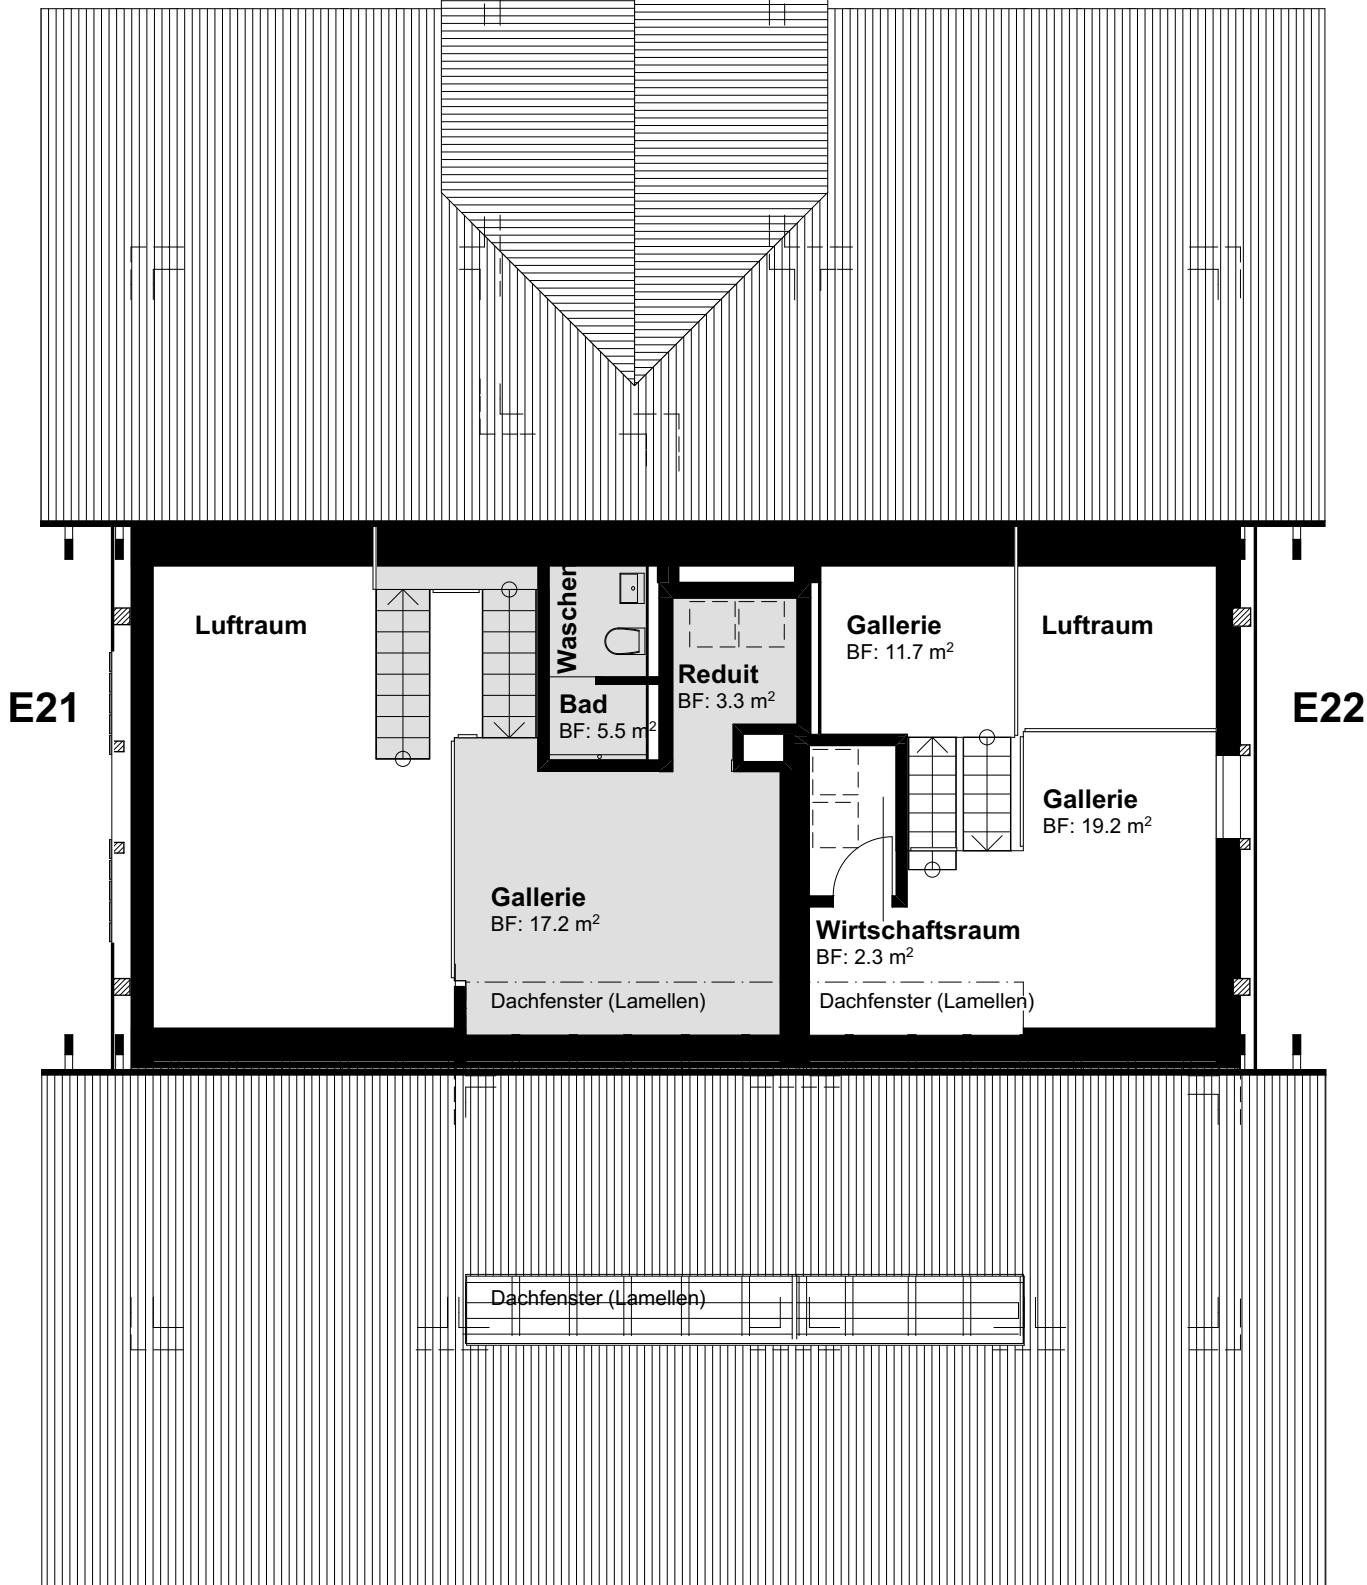 Luftraum
Waschen
Gallerie
BF: 11.7 m²
Luftraum
Reduit
BF: 3.3 m²
E21
Bad
BF: 5.5 m²
E22
Gallerie
BF: 19.2 m²
Gallerie
BF: 17.2 m²
Wirtschaftsraum
BF: 2.3 m²
Dachfenster (Lamellen)
Dachfenster (Lamellen)
Dachfenster (Lamellen)